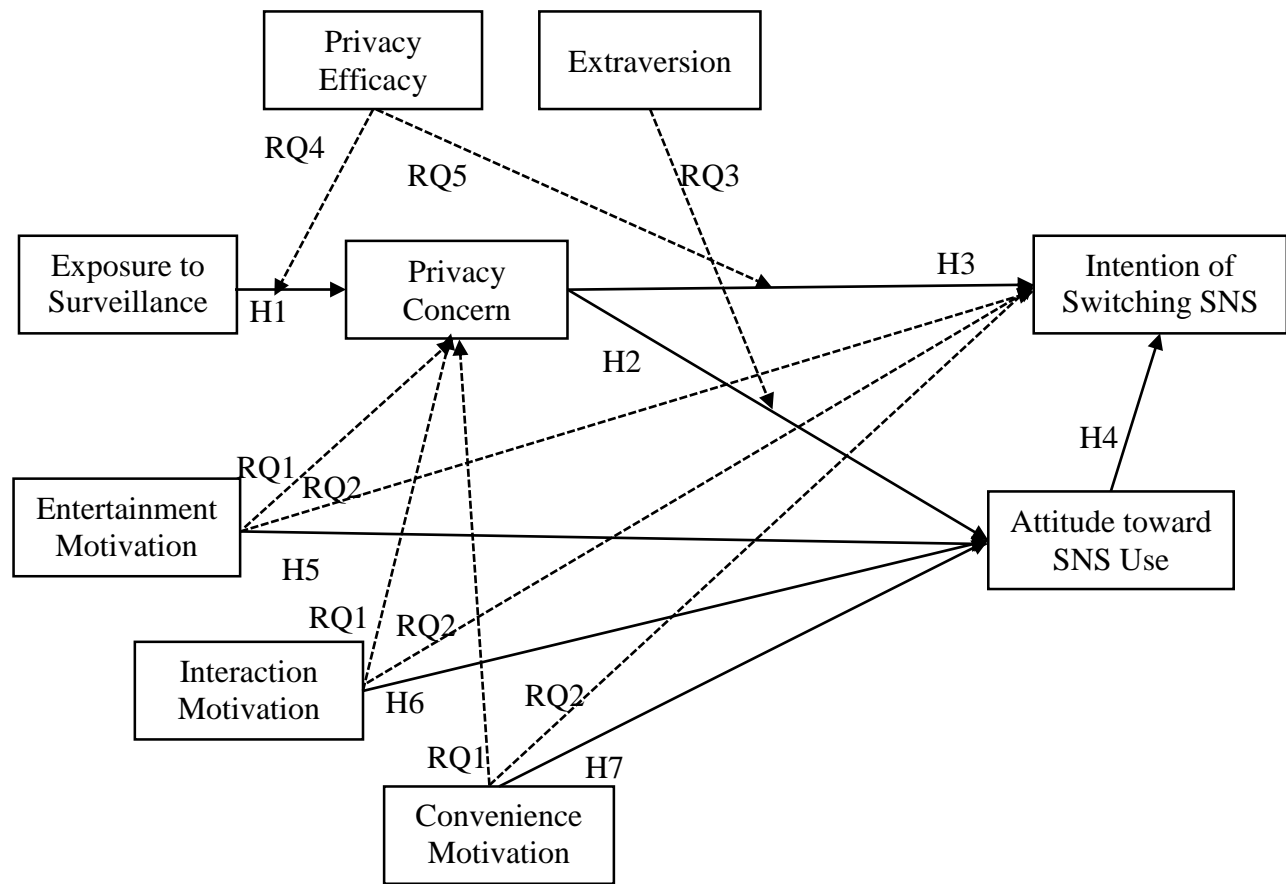 Privacy
Efficacy
Extraversion
RQ4
RQ5
RQ3
Exposure to
Surveillance
H1
Privacy
Concern
H3
Intention of
Switching SNS
H2
H4
RQ1
RQ2
Entertainment
Motivation
H5
Attitude toward
SNS Use
RQ1
RQ2
Interaction
Motivation
H6
RQ2
RQ1
H7
Convenience
Motivation